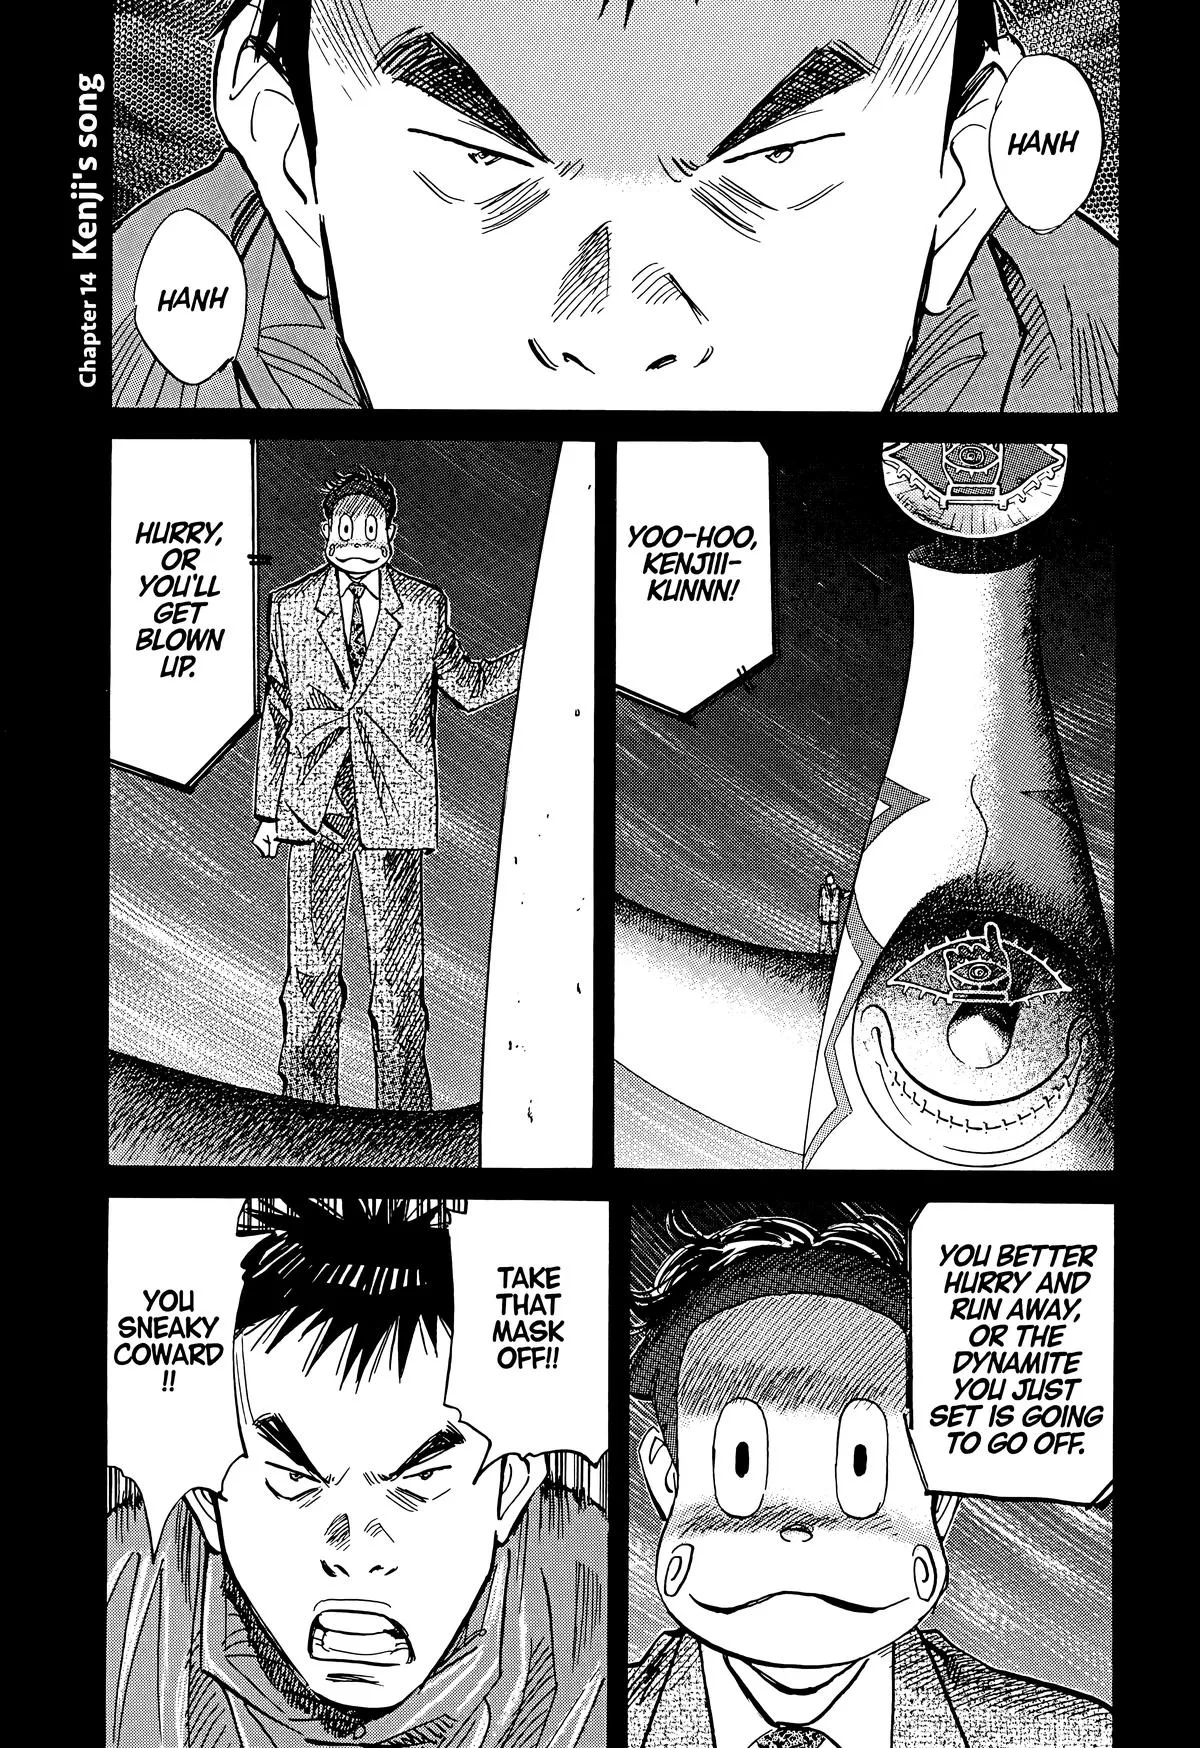 Chapter 14 Kenji's song
HANH
HANH
YOO-HOO,
KENJIII-
KUNNN!
HURRY,
OR
YOU'LL
GET
BLOWN
UP.
YOU BETTER
HURRY AND
RUN AWAY,
OR THE
DYNAMITE
YOU JUST
SET IS GOING
TO GO OFF.
TAKE
THAT
MASK
OFF!!
YOU
SNEAKY
COWARD
!!